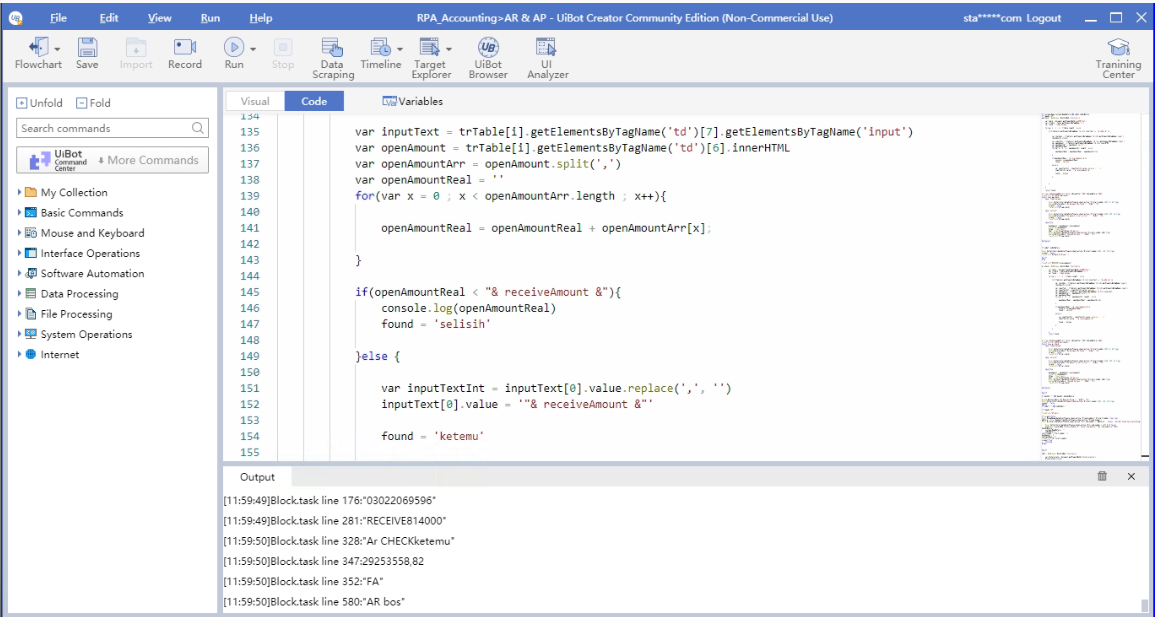 File Edit View Run Help RPA_Accounting>AR & AP - UiBot Creator Community Edition (Non-Commercial Use) sta*****com Logout
Flowchart Save Import Record Run Stop Data Scraping Timeline Target Explorer UiBot Browser UI Analyzer Tranining Center
Unfold Fold
Search commands
UiBot Command Center More Commands
My Collection
Basic Commands
Mouse and Keyboard
Interface Operations
Software Automation
Data Processing
File Processing
System Operations
Internet
Visual Code Variables
134
135 var inputText = trTable[i].getElementsByTagName('td')[7].getElementsByTagName('input')
136 var openAmount = trTable[i].getElementsByTagName('td')[6].innerHTML
137 var openAmountArr = openAmount.split(',')
138 var openAmountReal = ''
139 for(var x = 0 ; x < openAmountArr.length ; x++){
140
141 openAmountReal = openAmountReal + openAmountArr[x];
142
143 }
144
145 if(openAmountReal < "& receiveAmount &"){
146 console.log(openAmountReal)
147 found = 'selisih'
148
149 }else {
150
151 var inputTextInt = inputText[0].value.replace(',', '')
152 inputText[0].value = '"& receiveAmount &"'
153
154 found = 'ketemu'
155
Output
[11:59:49]Block.task line 176:"03022069596"
[11:59:49]Block.task line 281:"RECEIVE814000"
[11:59:50]Block.task line 328:"Ar CHECKketemu"
[11:59:50]Block.task line 347:29253558,82
[11:59:50]Block.task line 352:"FA"
[11:59:50]Block.task line 580:"AR bos"